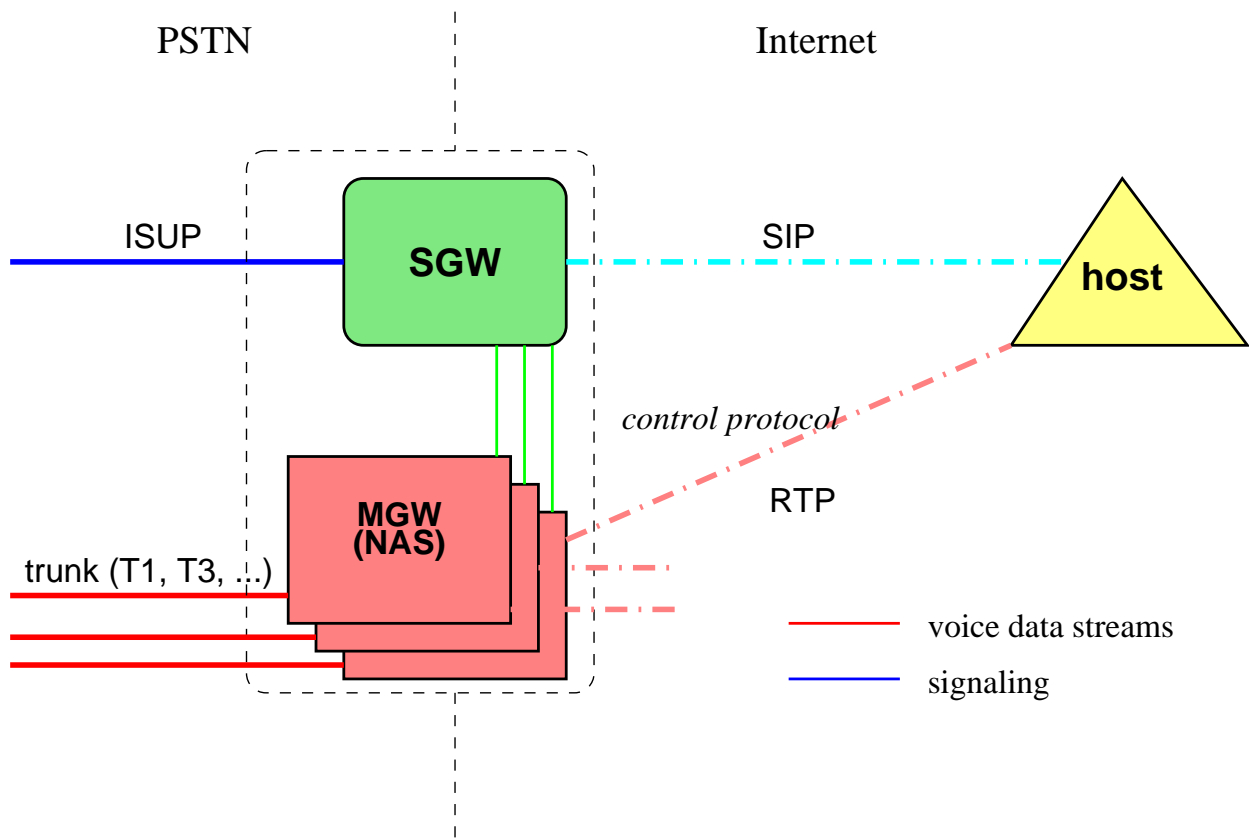 PSTN
Internet
ISUP
SGW
SIP
host
control protocol
MGW
(NAS)
RTP
trunk (T1, T3, ...)
voice data streams
signaling